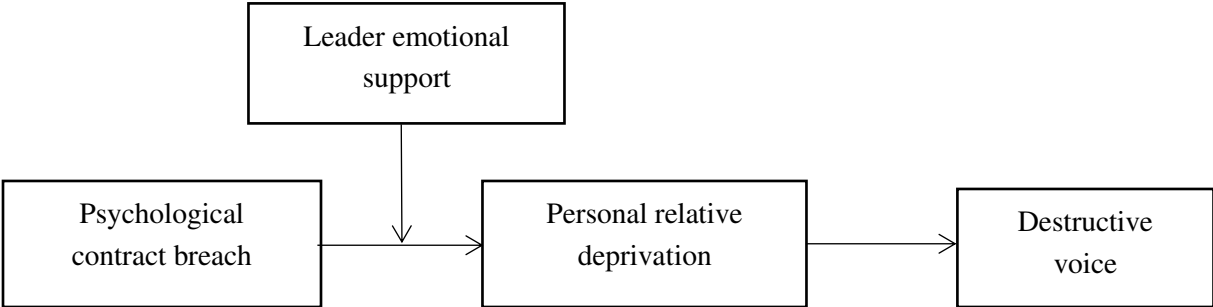 Leader emotional
support
Psychological
contract breach
Personal relative
deprivation
Destructive
voice